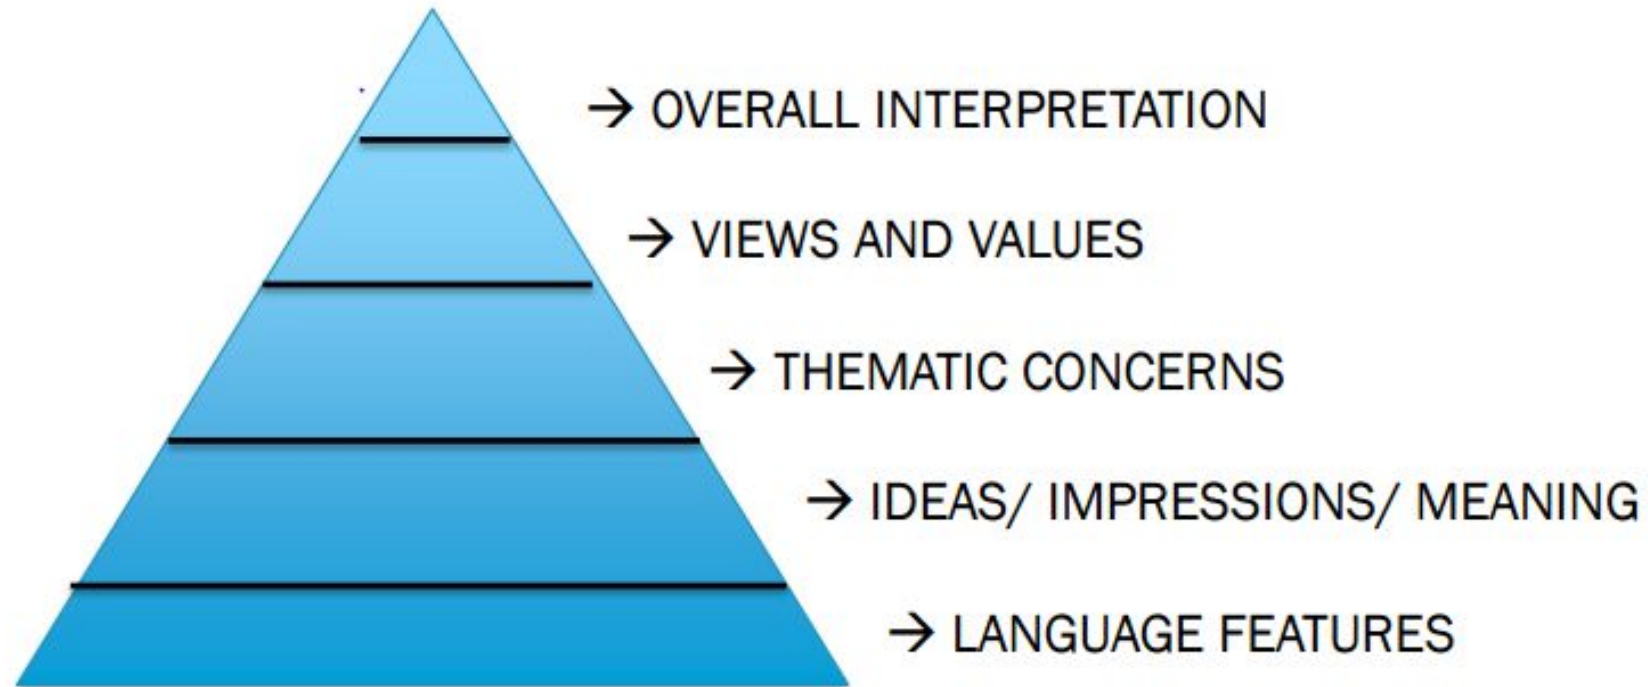 → OVERALL INTERPRETATION
→ VIEWS AND VALUES
→ THEMATIC CONCERNS
→ IDEAS/ IMPRESSIONS/ MEANING
→ LANGUAGE FEATURES